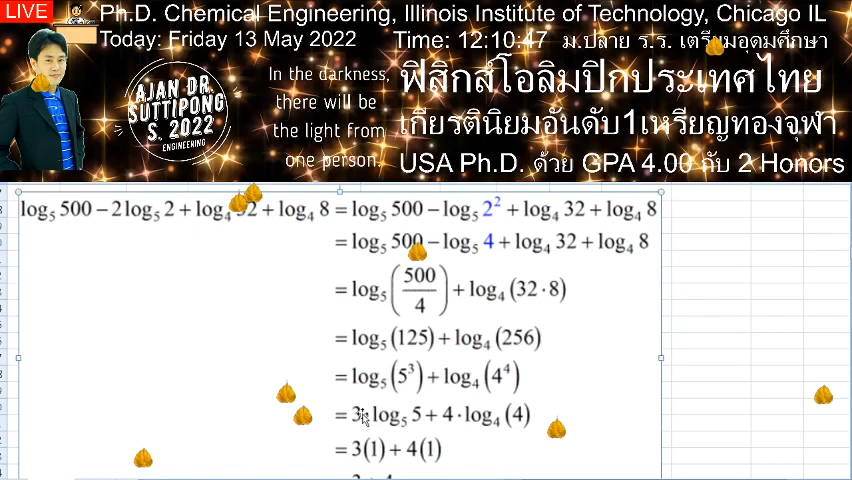 LIVE
Ph.D. Chemical Engineering, Illinois Institute of Technology, Chicago IL
Today: Friday 13 May 2022 Time: 12:10:47 ม.ปลาย ร.ร. เตรียมอุดมศึกษา
AJAN DR.
SUTTIPONG
S. 2022
ENGINEERING
In the darkness,
there will be
the light from
one person.
ฟิสิกส์โอลิมปิกประเทศไทย
เกียรตินิยมอันดับ1เหรียญทองจุฬา
USA Ph.D. ด้วย GPA 4.00 กับ 2 Honors
log₅ 500 − 2 log₅ 2 + log₄ 32 + log₄ 8 = log₅ 500 − log₅ 2² + log₄ 32 + log₄ 8
= log₅ 500 − log₅ 4 + log₄ 32 + log₄ 8
= log₅ (500/4) + log₄ (32 · 8)
= log₅ (125) + log₄ (256)
= log₅ (5³) + log₄ (4⁴)
= 3 · log₅ 5 + 4 · log₄ (4)
= 3(1) + 4(1)